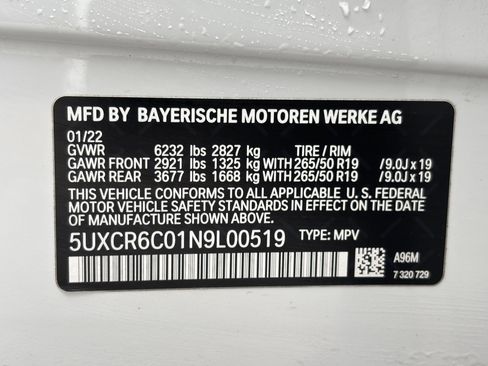 MFD BY BAYERISCHE MOTOREN WERKE AG
01/22
GVWR 6232 lbs 2827 kg TIRE / RIM
GAWR FRONT 2921 lbs 1325 kg WITH 265/50 R19 / 9.0J x 19
GAWR REAR 3677 lbs 1668 kg WITH 265/50 R19 / 9.0J x 19
THIS VEHICLE CONFORMS TO ALL APPLICABLE U. S. FEDERAL
MOTOR VEHICLE SAFETY STANDARDS IN EFFECT ON THE DATE
OF MANUFACTURE SHOWN ABOVE.
5UXCR6C01N9L00519 TYPE: MPV
A96M
7 320 729